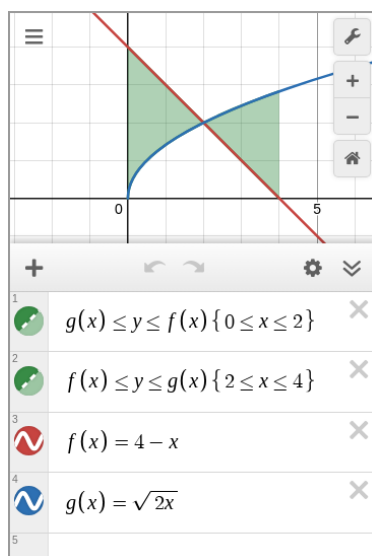 0
5
1
g(x) ≤ y ≤ f(x) {0 ≤ x ≤ 2}
2
f(x) ≤ y ≤ g(x) {2 ≤ x ≤ 4}
3
f(x) = 4 − x
4
g(x) = √2x
5